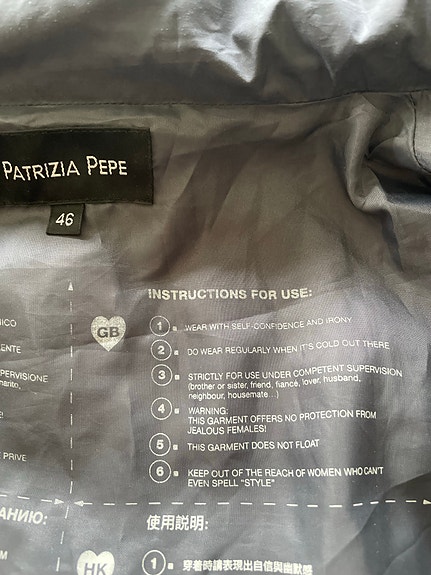 PATRIZIA PEPE
46
NICO
ENTE
PERVISIONE
marito,
!
E PRIVE
GB
INSTRUCTIONS FOR USE:
1 WEAR WITH SELF-CONFIDENCE AND IRONY
2 DO WEAR REGULARLY WHEN IT'S COLD OUT THERE
3 STRICTLY FOR USE UNDER COMPETENT SUPERVISION
(brother or sister, friend, fiancé, lover, husband,
neighbour, housemate...)
4 WARNING:
THIS GARMENT OFFERS NO PROTECTION FROM
JEALOUS FEMALES!
5 THIS GARMENT DOES NOT FLOAT
6 KEEP OUT OF THE REACH OF WOMEN WHO CAN'T
EVEN SPELL "STYLE"
АНИЮ:
М
HK
使用説明:
1 穿着時請表現出自信與幽默感